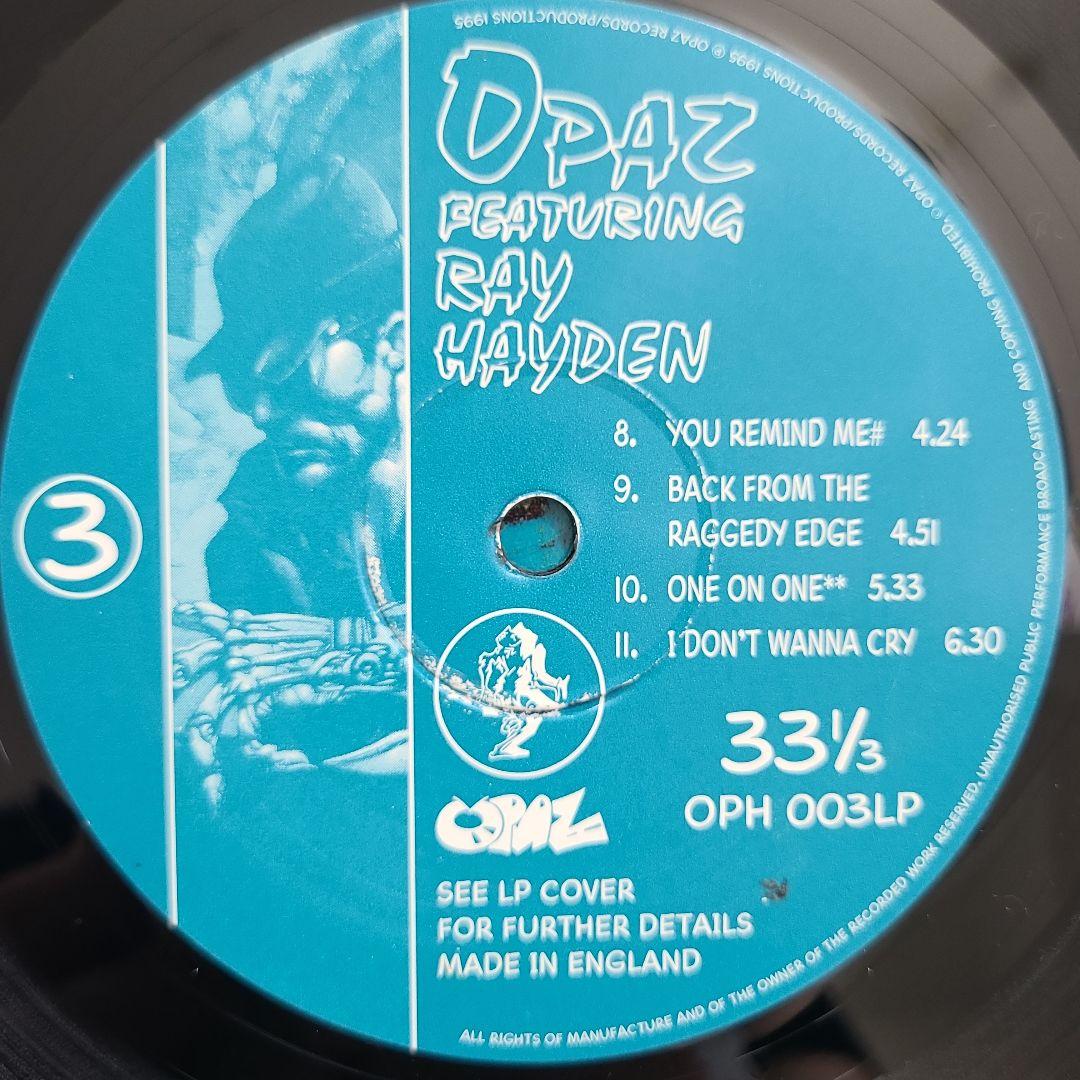 OPAZ
FEATURING
RAY
HAYDEN
8. YOU REMIND ME# 4.24
9. BACK FROM THE
RAGGEDY EDGE 4.51
10. ONE ON ONE** 5.33
11. I DON'T WANNA CRY 6.30
3
33⅓
OPH 003LP
OPAZ
SEE LP COVER
FOR FURTHER DETAILS
MADE IN ENGLAND
ALL RIGHTS OF MANUFACTURE AND OF THE OWNER OF THE RECORDED WORK RESERVED. UNAUTHORISED PUBLIC PERFORMANCE BROADCASTING AND COPYING PROHIBITED. © OPAZ RECORDS/PRODUCTIONS 1995 ℗ OPAZ RECORDS/PRODUCTIONS 1995